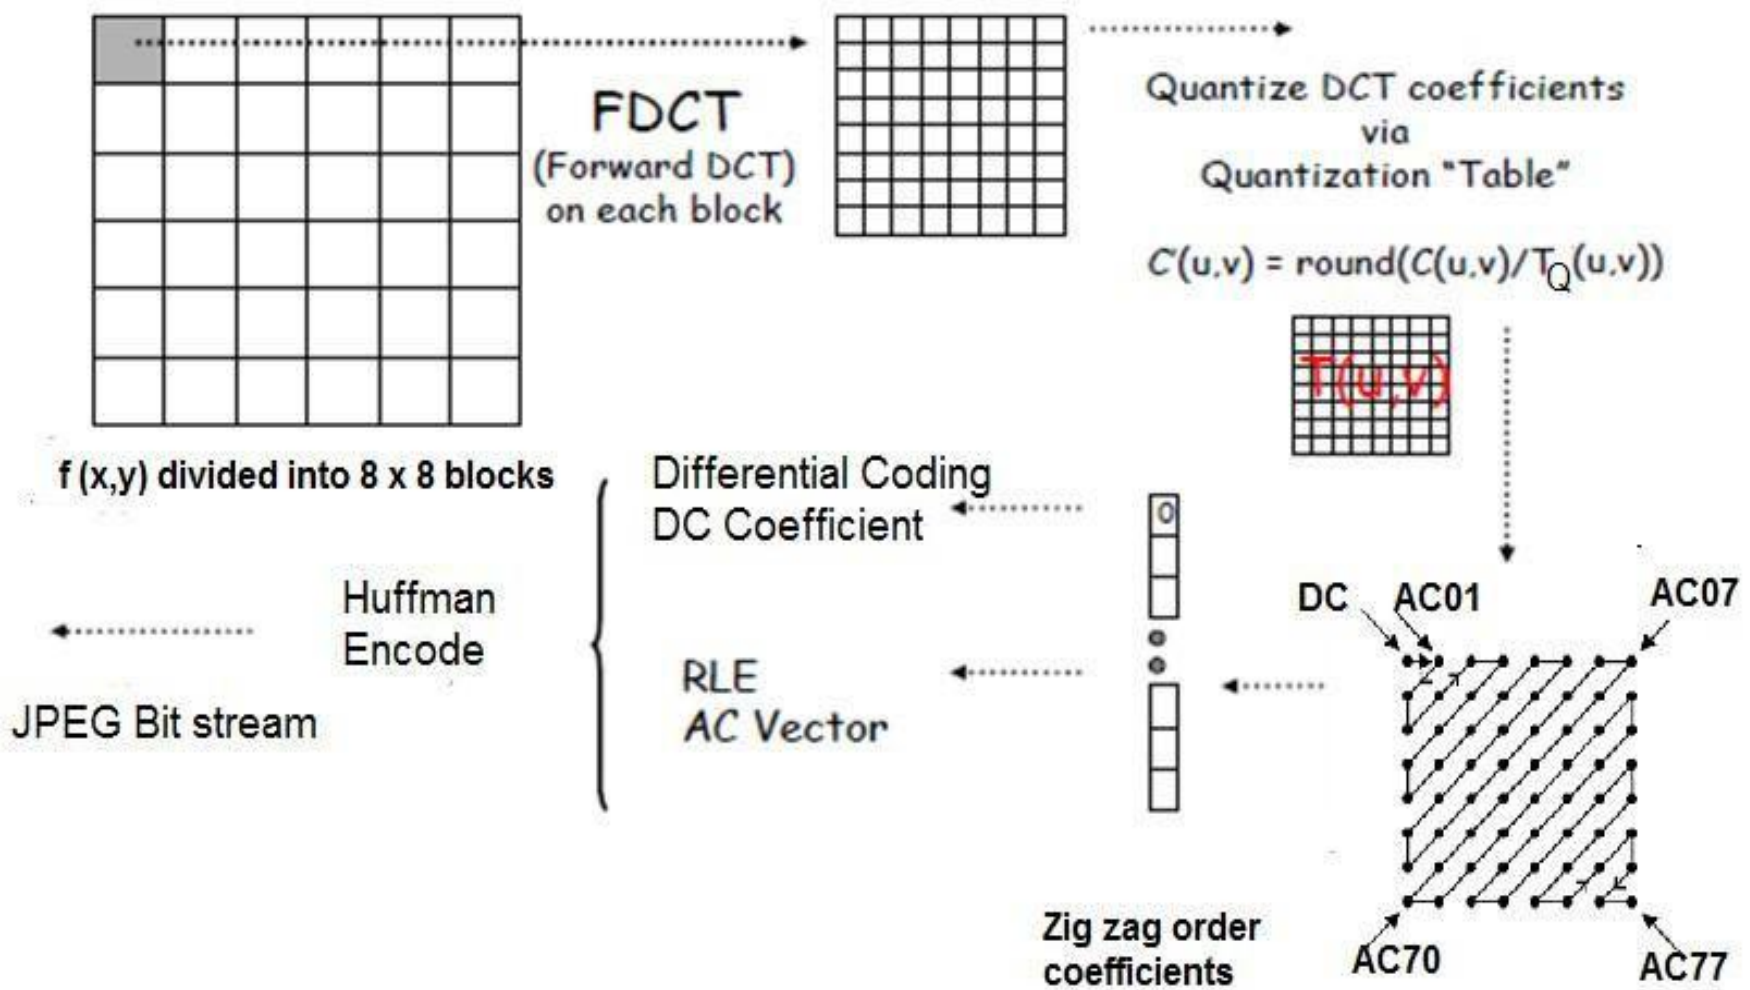 FDCT
(Forward DCT)
on each block
Quantize DCT coefficients
via
Quantization “Table”
C'(u,v) = round(C(u,v)/T_Q(u,v))
T(u,v)
f (x,y) divided into 8 x 8 blocks
Differential Coding
DC Coefficient
0
DC
AC01
AC07
Huffman
Encode
RLE
AC Vector
JPEG Bit stream
Zig zag order
coefficients
AC70
AC77